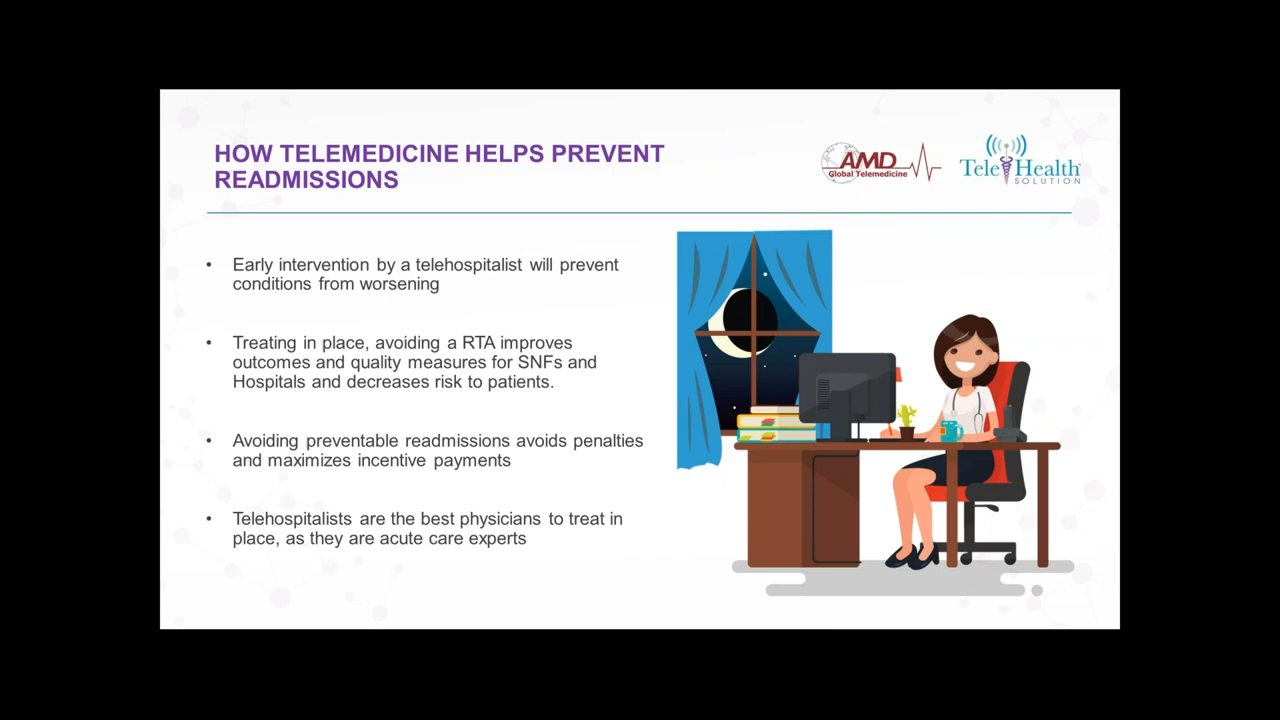 HOW TELEMEDICINE HELPS PREVENT
READMISSIONS
AMD
Global Telemedicine
TeleHealth
SOLUTION
• Early intervention by a telehospitalist will prevent
conditions from worsening
• Treating in place, avoiding a RTA improves
outcomes and quality measures for SNFs and
Hospitals and decreases risk to patients.
• Avoiding preventable readmissions avoids penalties
and maximizes incentive payments
• Telehospitalists are the best physicians to treat in
place, as they are acute care experts